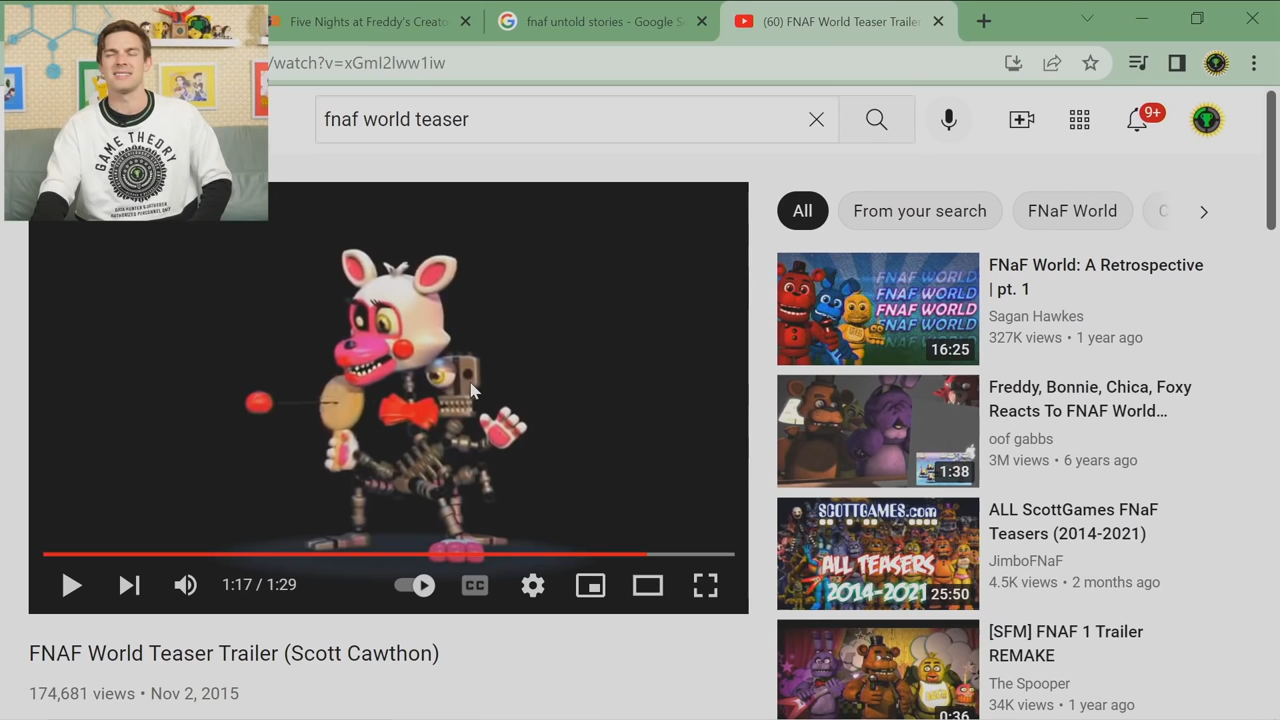 Five Nights at Freddy's Creato
fnaf untold stories - Google S
(60) FNAF World Teaser Trailer
/watch?v=xGml2lww1iw
fnaf world teaser
9+
GAME THEORY
All
From your search
FNaF World
FNaF World: A Retrospective
| pt. 1
Sagan Hawkes
327K views • 1 year ago
FNAF WORLD
FNAF WORLD
FNAF WORLD
FNAF WORLD
16:25
Freddy, Bonnie, Chica, Foxy
Reacts To FNAF World...
oof gabbs
3M views • 6 years ago
1:38
ALL ScottGames FNaF
Teasers (2014-2021)
JimboFNaF
4.5K views • 2 months ago
SCOTTGAMES.com
ALL TEASERS
2014-2021
25:50
[SFM] FNAF 1 Trailer
REMAKE
The Spooper
34K views • 1 year ago
0:36
1:17 / 1:29
CC
FNAF World Teaser Trailer (Scott Cawthon)
174,681 views • Nov 2, 2015